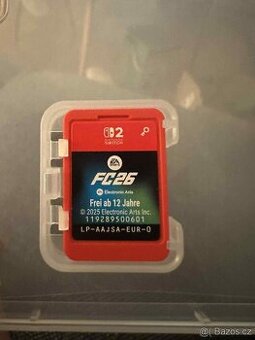 2
NINTENDO
SWITCH
EA
FC26
Electronic Arts
Frei ab 12 Jahre
© 2025 Electronic Arts Inc.
119289500601
LP-AAJSA-EUR-0
Bazos.cz